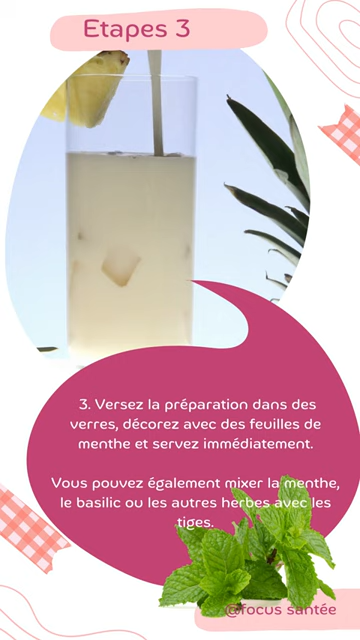 Etapes 3
3. Versez la préparation dans des
verres, décorez avec des feuilles de
menthe et servez immédiatement.
Vous pouvez également mixer la menthe,
le basilic ou les autres herbes avec les
tiges.
@focus santée